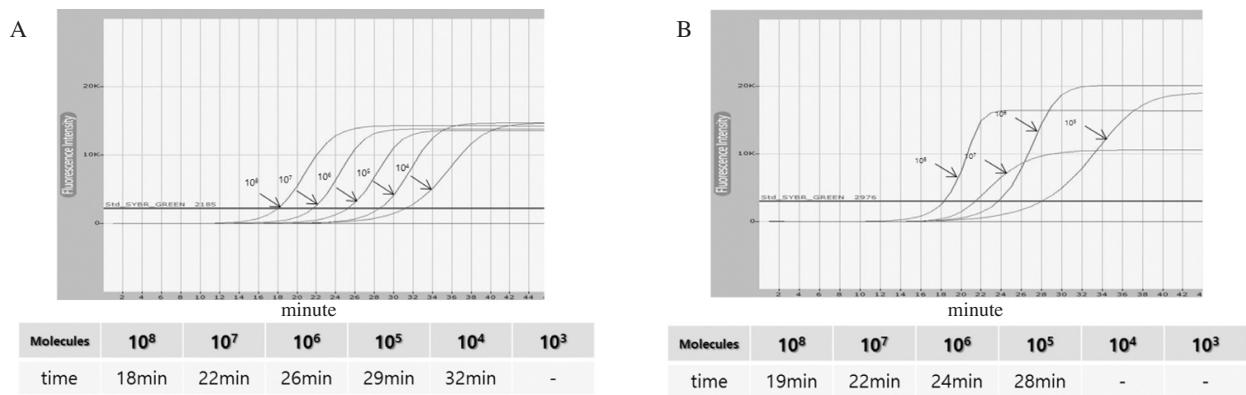 A
B
Fluorescence Intensity
20K
10K
0
Std_SYBR_GREEN 2185
10⁸
10⁷
10⁶
10⁵
10⁴
2 4 6 8 10 12 14 16 18 20 22 24 26 28 30 32 34 36 38 40 42 44
minute
Molecules 10⁸ 10⁷ 10⁶ 10⁵ 10⁴ 10³
time 18min 22min 26min 29min 32min -
Fluorescence Intensity
20K
10K
0
Std_SYBR_GREEN 2976
10⁷
10⁵
2 4 6 8 10 12 14 16 18 20 22 24 26 28 30 32 34 36 38 40 42
minute
Molecules 10⁸ 10⁷ 10⁶ 10⁵ 10⁴ 10³
time 19min 22min 24min 28min - -